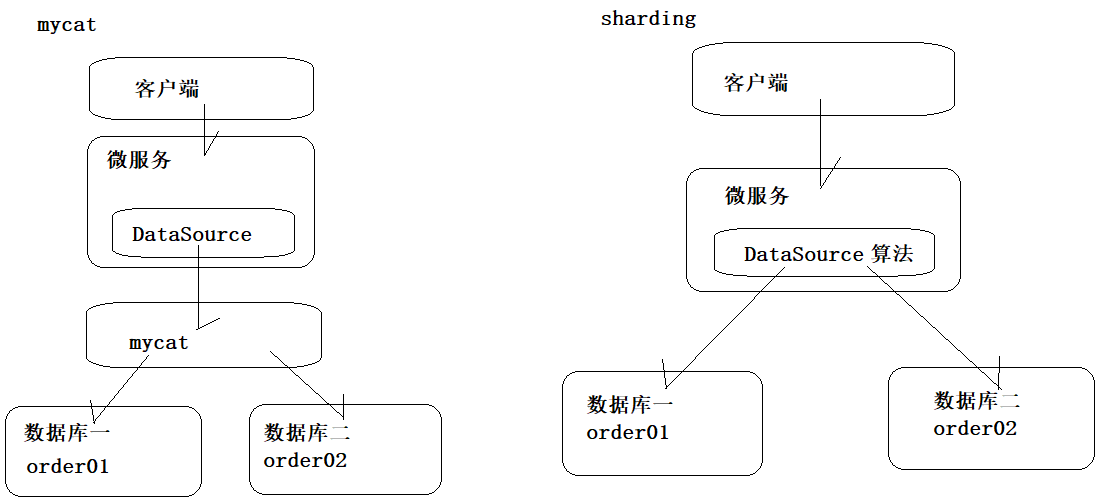 mycat
客户端
微服务
DataSource
mycat
数据库一
order01
数据库二
order02
sharding
客户端
微服务
DataSource 算法
数据库一
order01
数据库二
order02